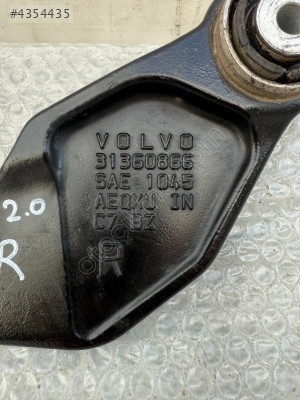 #4354435
VOLVO
31360866
SAE 1045
AEQXU IN
C7 BZ
R
2.0
R